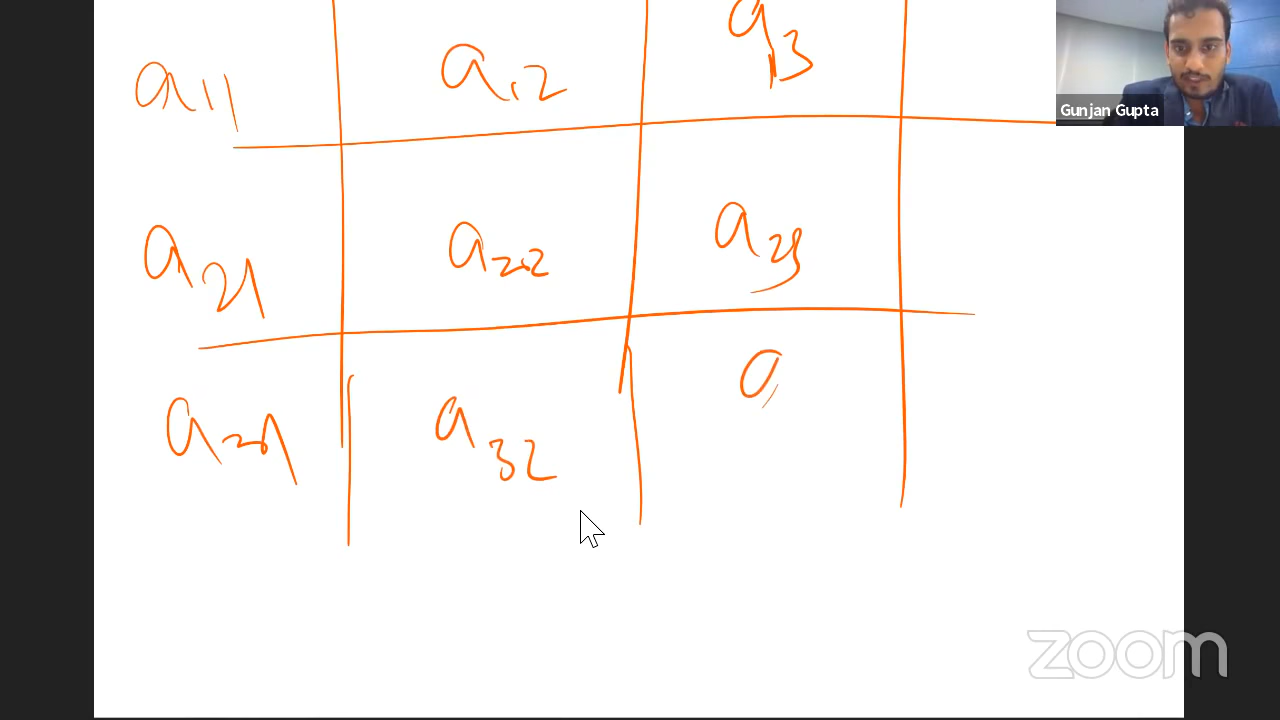 a11 a12 a13
Gunjan Gupta
a21 a22 a23
a31 a32 a
zoom